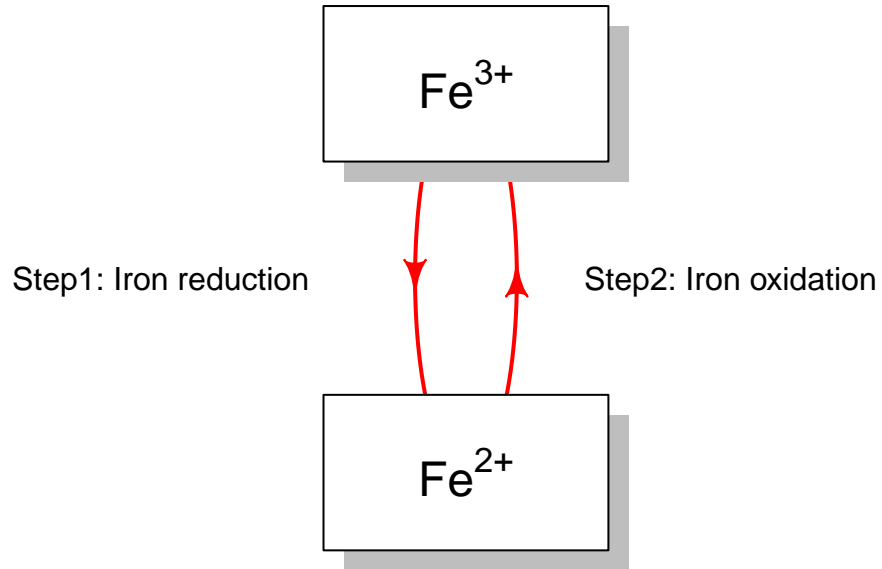 Fe³⁺
Step1: Iron reduction
Step2: Iron oxidation
Fe²⁺